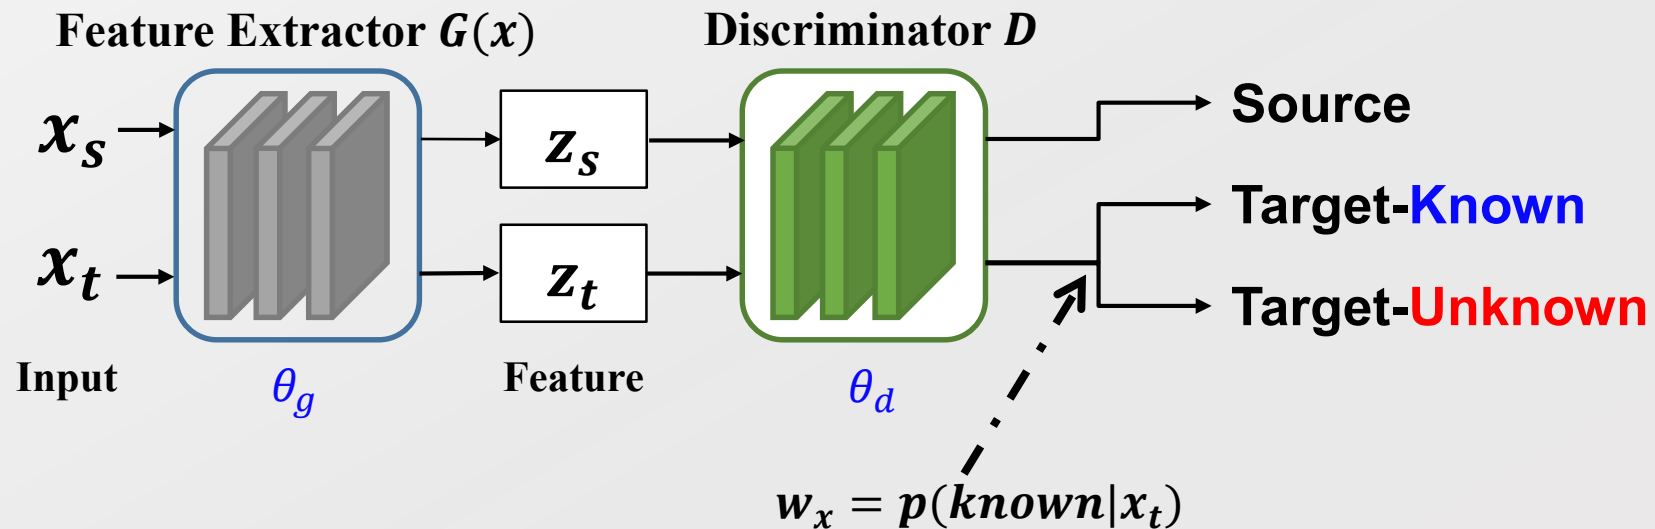 Feature Extractor G(x)
Discriminator D
x_s
z_s
Source
Target-Known
x_t
z_t
Target-Unknown
Input
θ_g
Feature
θ_d
w_x = p(known|x_t)